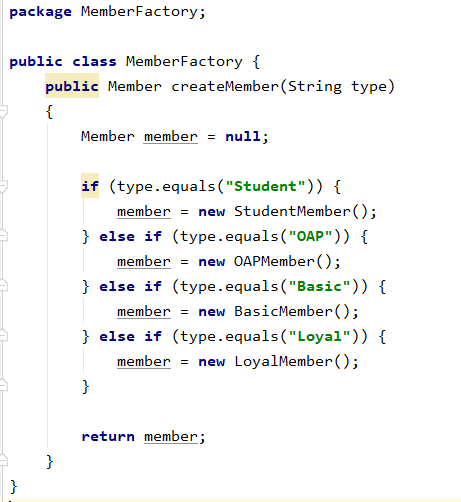 package MemberFactory;
public class MemberFactory {
public Member createMember(String type)
{
Member member = null;
if (type.equals("Student")) {
member = new StudentMember();
} else if (type.equals("OAP")) {
member = new OAPMember();
} else if (type.equals("Basic")) {
member = new BasicMember();
} else if (type.equals("Loyal")) {
member = new LoyalMember();
}
return member;
}
}